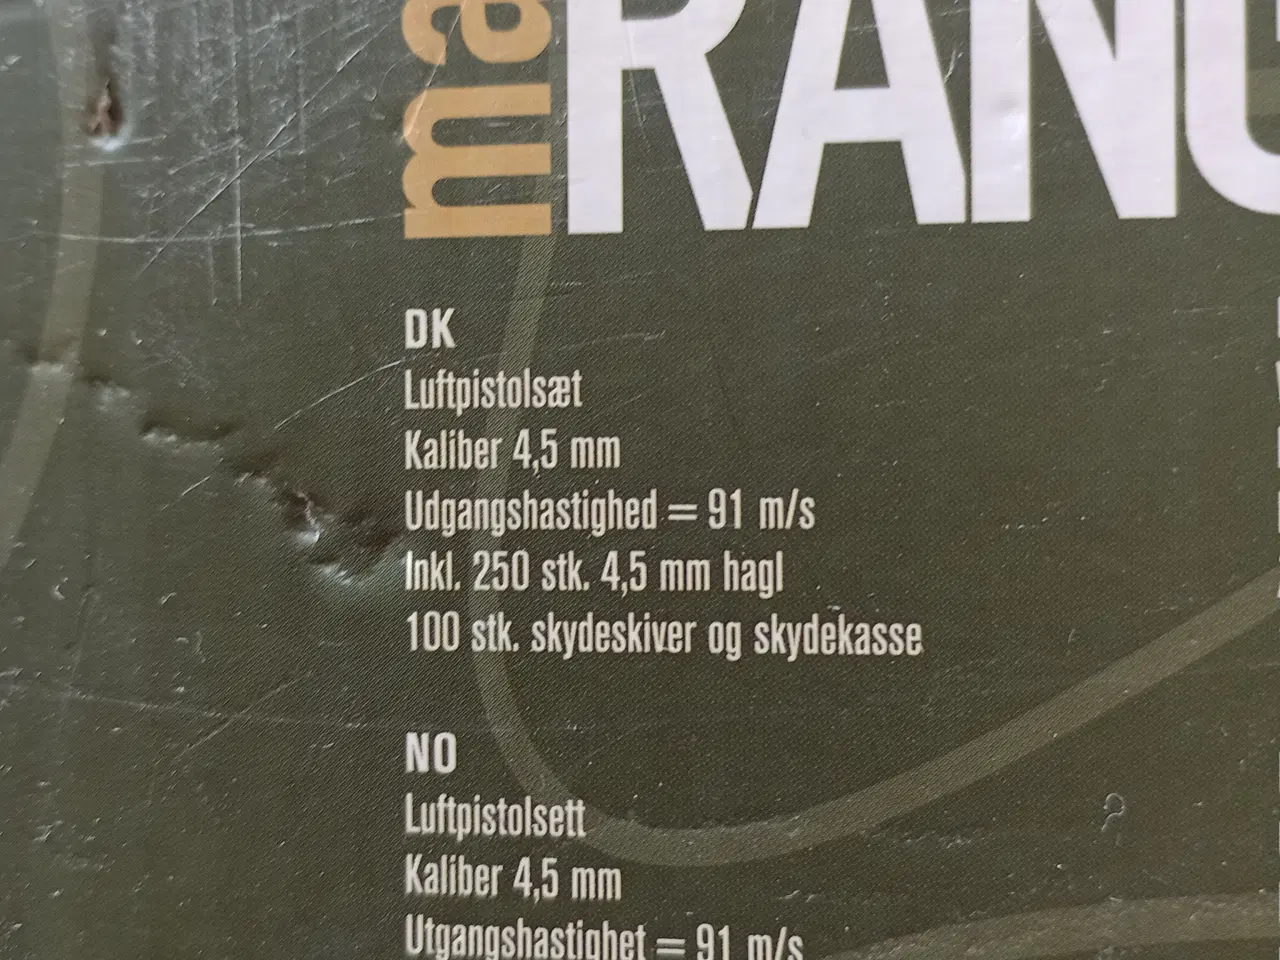 ma
RANG
DK
Luftpistolsæt
Kaliber 4,5 mm
Udgangshastighed = 91 m/s
Inkl. 250 stk. 4,5 mm hagl
100 stk. skydeskiver og skydekasse
NO
Luftpistolsett
Kaliber 4,5 mm
Utgangshastighet = 91 m/s